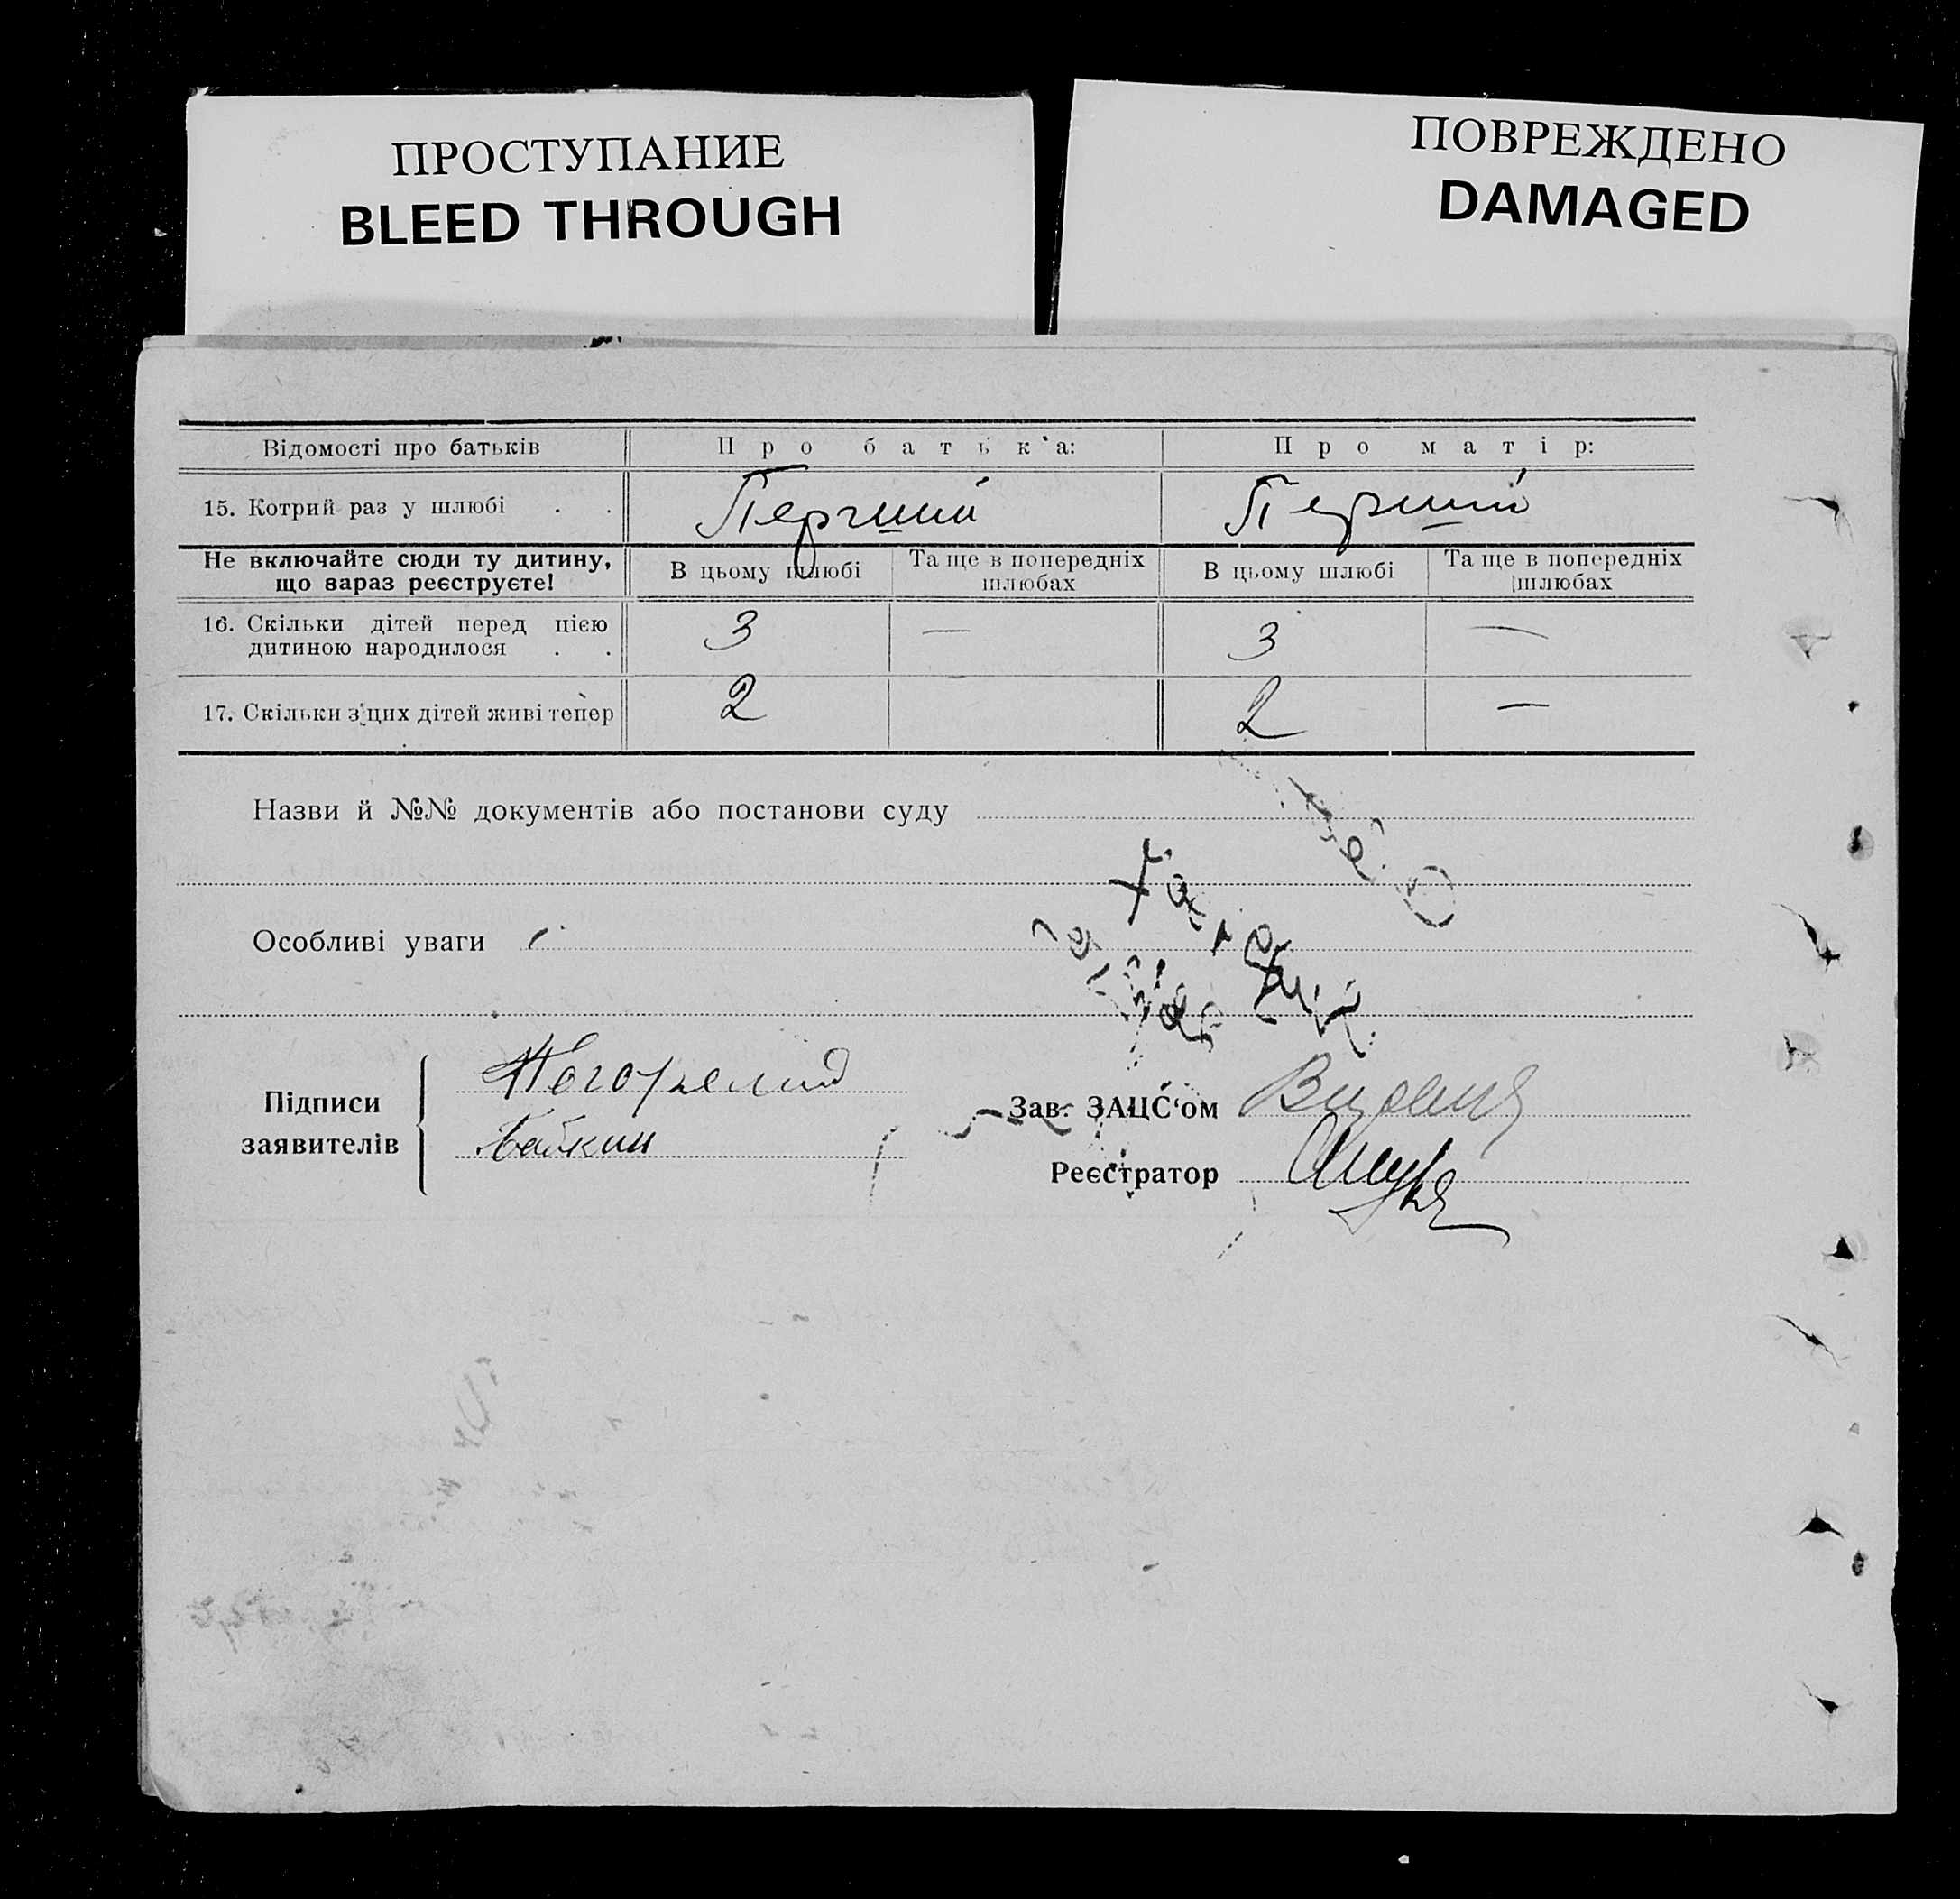 ПРОСТУПАНИЕ
BLEED THROUGH
ПОВРЕЖДЕНО
DAMAGED
Відомості про батьків
Про батьк'а:
Про матір:
15. Котрий раз у шлюбі . .
Перший
Перший
Не включайте сюди ту дитину,
що зараз реєструєте!
В цьому шлюбі
Та ще в попередніх
шлюбах
В цьому шлюбі
Та ще в попередніх
шлюбах
16. Скільки дітей перед цією
дитиною народилося . .
3 — 3 —
17. Скільки з цих дітей живі тепер
2 2 —
Назви й №№ документів або постанови суду
Особливі уваги
Підписи
заявителів
Зав. ЗАЦС‘ом
Реєстратор